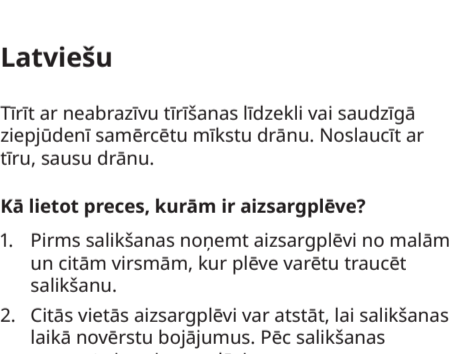 Latviešu
Tīrīt ar neabrazīvu tīrīšanas līdzekli vai saudzīgā
ziepjūdenī samērcētu mīkstu drānu. Noslaucīt ar
tīru, sausu drānu.
Kā lietot preces, kurām ir aizsargplēve?
1. Pirms salikšanas noņemt aizsargplēvi no malām
un citām virsmām, kur plēve varētu traucēt
salikšanu.
2. Citās vietās aizsargplēvi var atstāt, lai salikšanas
laikā novērstu bojājumus. Pēc salikšanas